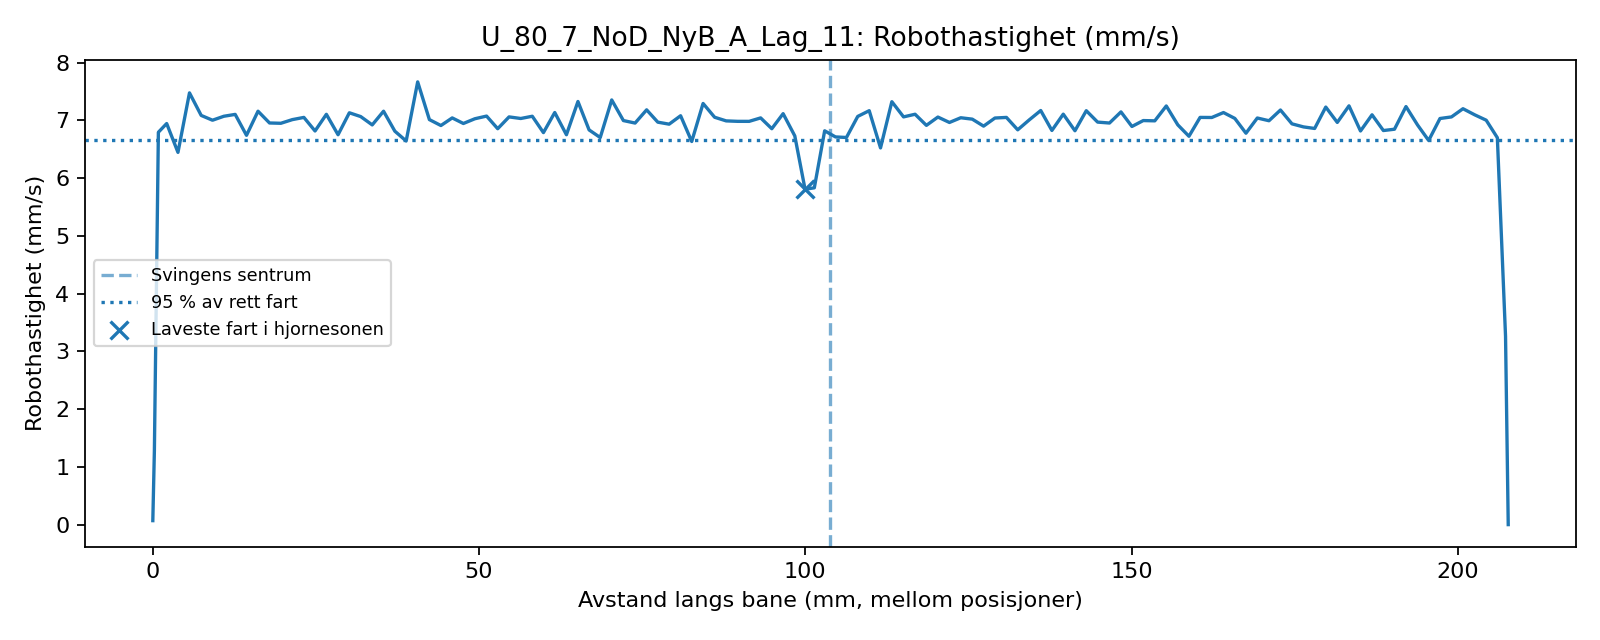 U_80_7_NoD_NyB_A_Lag_11: Robothastighet (mm/s)
Robothastighet (mm/s)
8
7
6
5
4
3
2
1
0
Svingens sentrum
95 % av rett fart
Laveste fart i hjornesonen
0 50 100 150 200
Avstand langs bane (mm, mellom posisjoner)